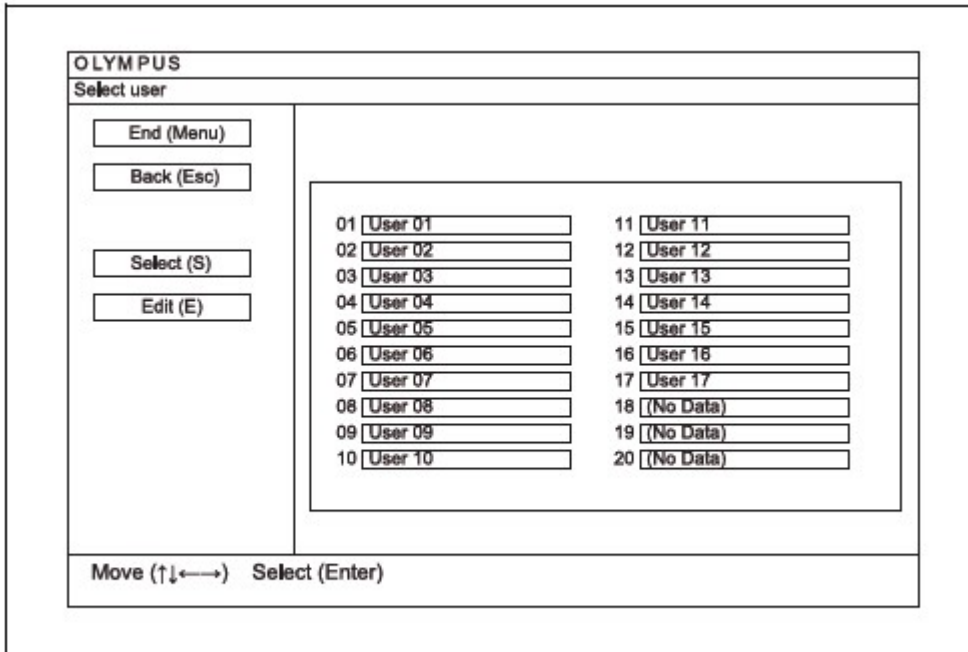 OLYMPUS
Select user
End (Menu)
Back (Esc)
Select (S)
Edit (E)
01 User 01
02 User 02
03 User 03
04 User 04
05 User 05
06 User 06
07 User 07
08 User 08
09 User 09
10 User 10
11 User 11
12 User 12
13 User 13
14 User 14
15 User 15
16 User 16
17 User 17
18 (No Data)
19 (No Data)
20 (No Data)
Move (↑↓←→) Select (Enter)